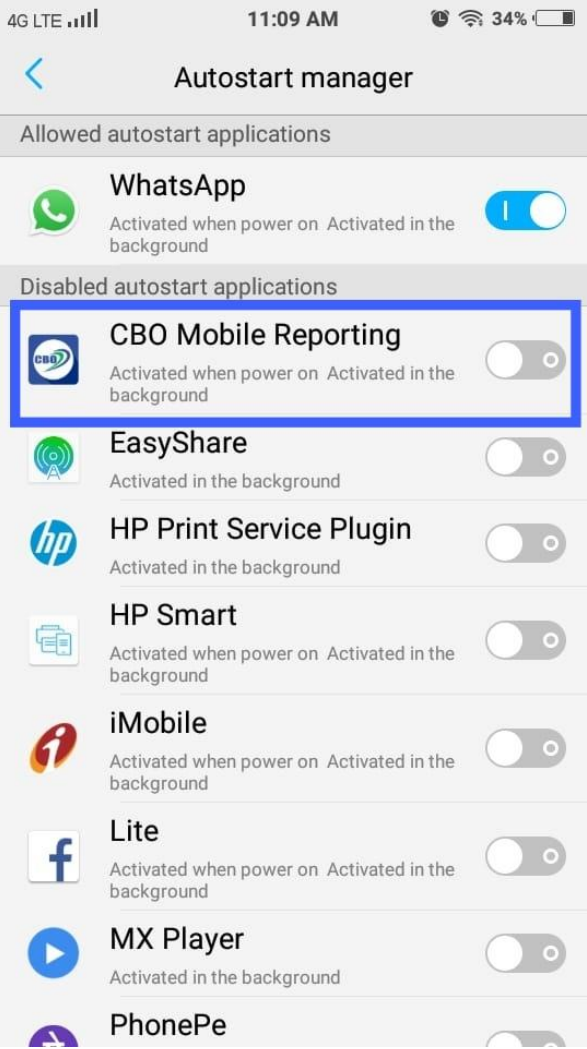 4G LTE 11:09 AM 34%
Autostart manager
Allowed autostart applications
WhatsApp
Activated when power on Activated in the
background
Disabled autostart applications
CBO Mobile Reporting
CBO
Activated when power on Activated in the
background
EasyShare
Activated in the background
hp
HP Print Service Plugin
Activated in the background
HP Smart
Activated when power on Activated in the
background
iMobile
Activated when power on Activated in the
background
Lite
f
Activated when power on Activated in the
background
MX Player
Activated in the background
PhonePe